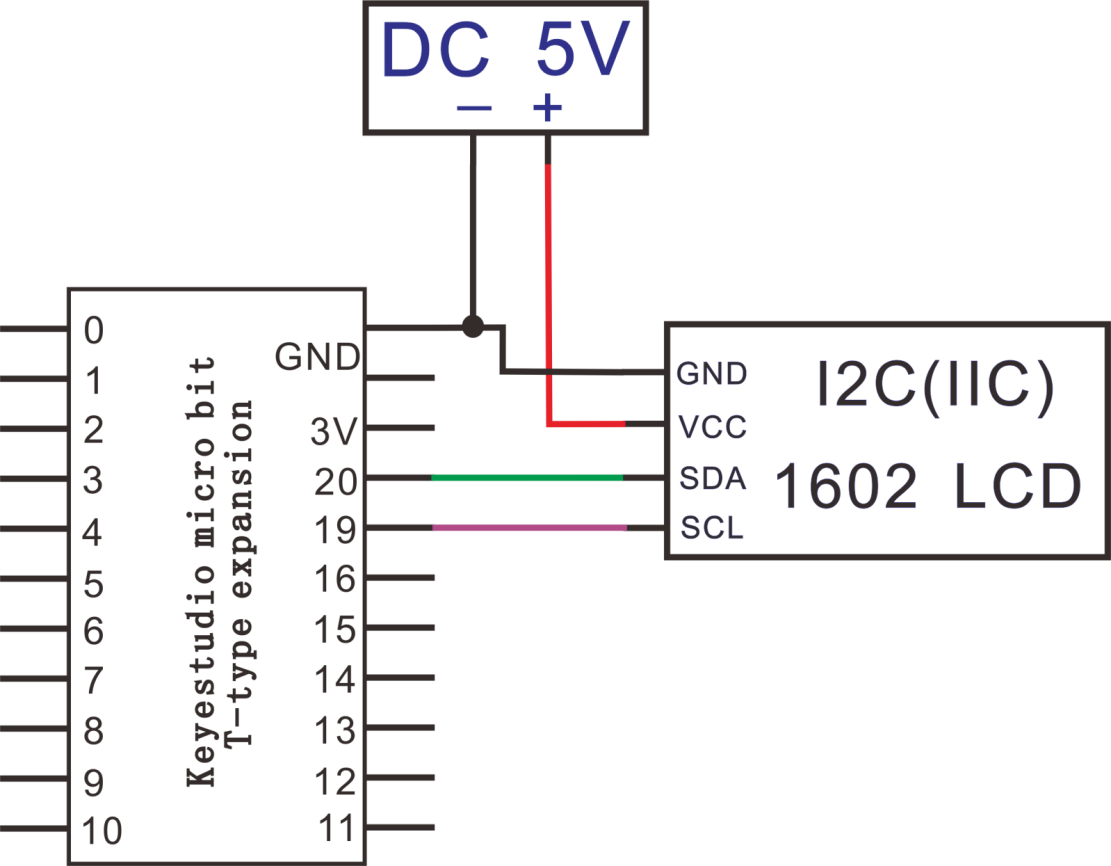 DC 5V
— +
0
1
2
3
4
5
6
7
8
9
10
Keyestudio micro bit
T-type expansion
GND
3V
20
19
16
15
14
13
12
11
GND
VCC
SDA
SCL
I2C(IIC)
1602 LCD